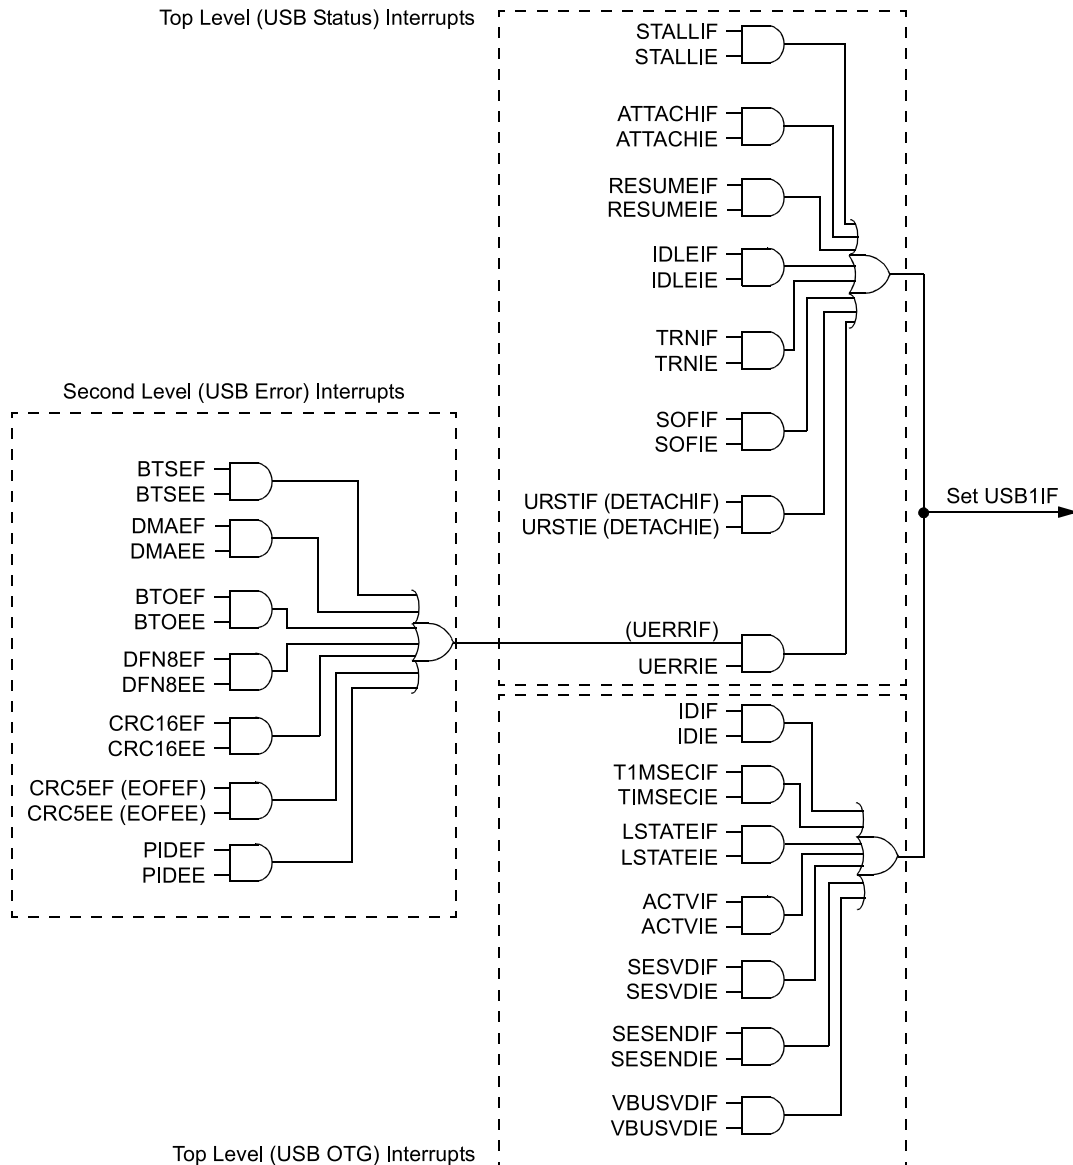 Top Level (USB Status) Interrupts
STALLIF
STALLIE
ATTACHIF
ATTACHIE
RESUMEIF
RESUMEIE
IDLEIF
IDLEIE
TRNIF
TRNIE
SOFIF
SOFIE
URSTIF (DETACHIF)
URSTIE (DETACHIE)
(UERRIF)
UERRIE
Set USB1IF
Second Level (USB Error) Interrupts
BTSEF
BTSEE
DMAEF
DMAEE
BTOEF
BTOEE
DFN8EF
DFN8EE
CRC16EF
CRC16EE
CRC5EF (EOFEF)
CRC5EE (EOFEE)
PIDEF
PIDEE
IDIF
IDIE
T1MSECIF
TIMSECIE
LSTATEIF
LSTATEIE
ACTVIF
ACTVIE
SESVDIF
SESVDIE
SESENDIF
SESENDIE
VBUSVDIF
VBUSVDIE
Top Level (USB OTG) Interrupts